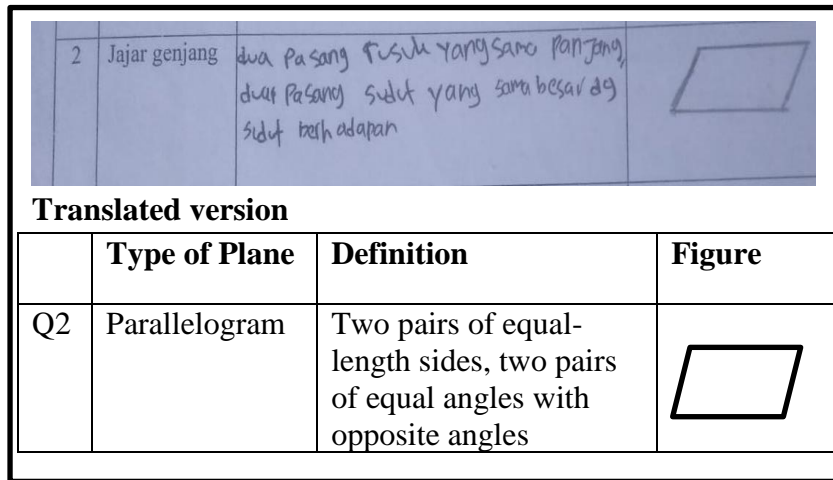 2 Jajar genjang dua pasang rusuk yang sama panjang,
dua pasang sudut yang sama besar dg
sudut berhadapan
Translated version
Type of Plane Definition Figure
Q2 Parallelogram Two pairs of equal-
length sides, two pairs
of equal angles with
opposite angles